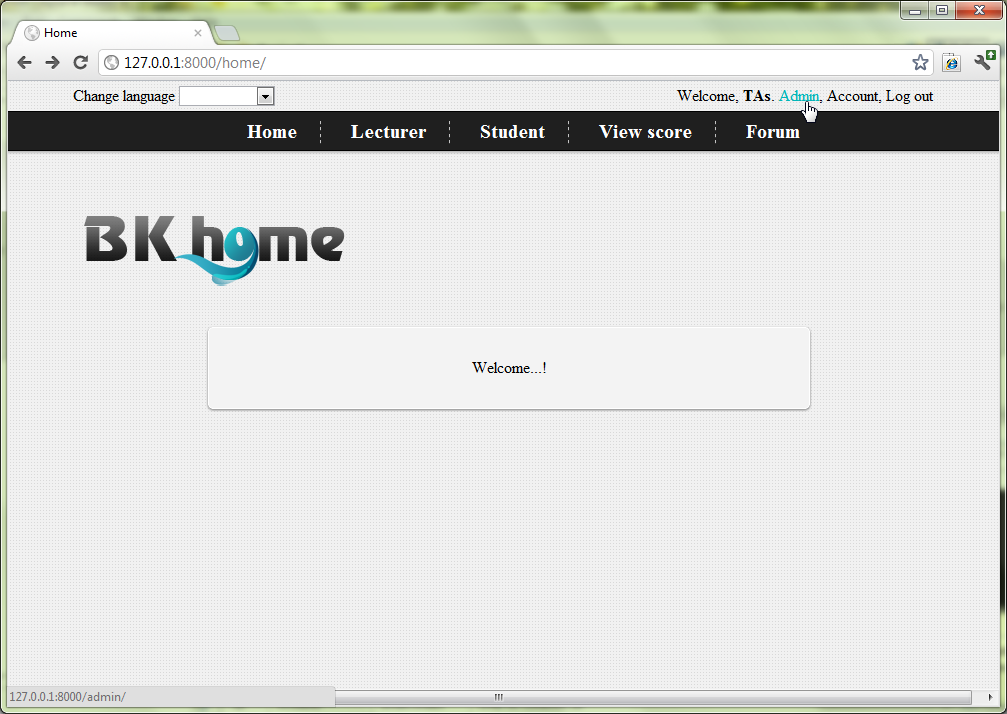 Home
127.0.0.1:8000/home/
Change language
Welcome, TAs. Admin, Account, Log out
Home Lecturer Student View score Forum
BK home
Welcome...!
127.0.0.1:8000/admin/